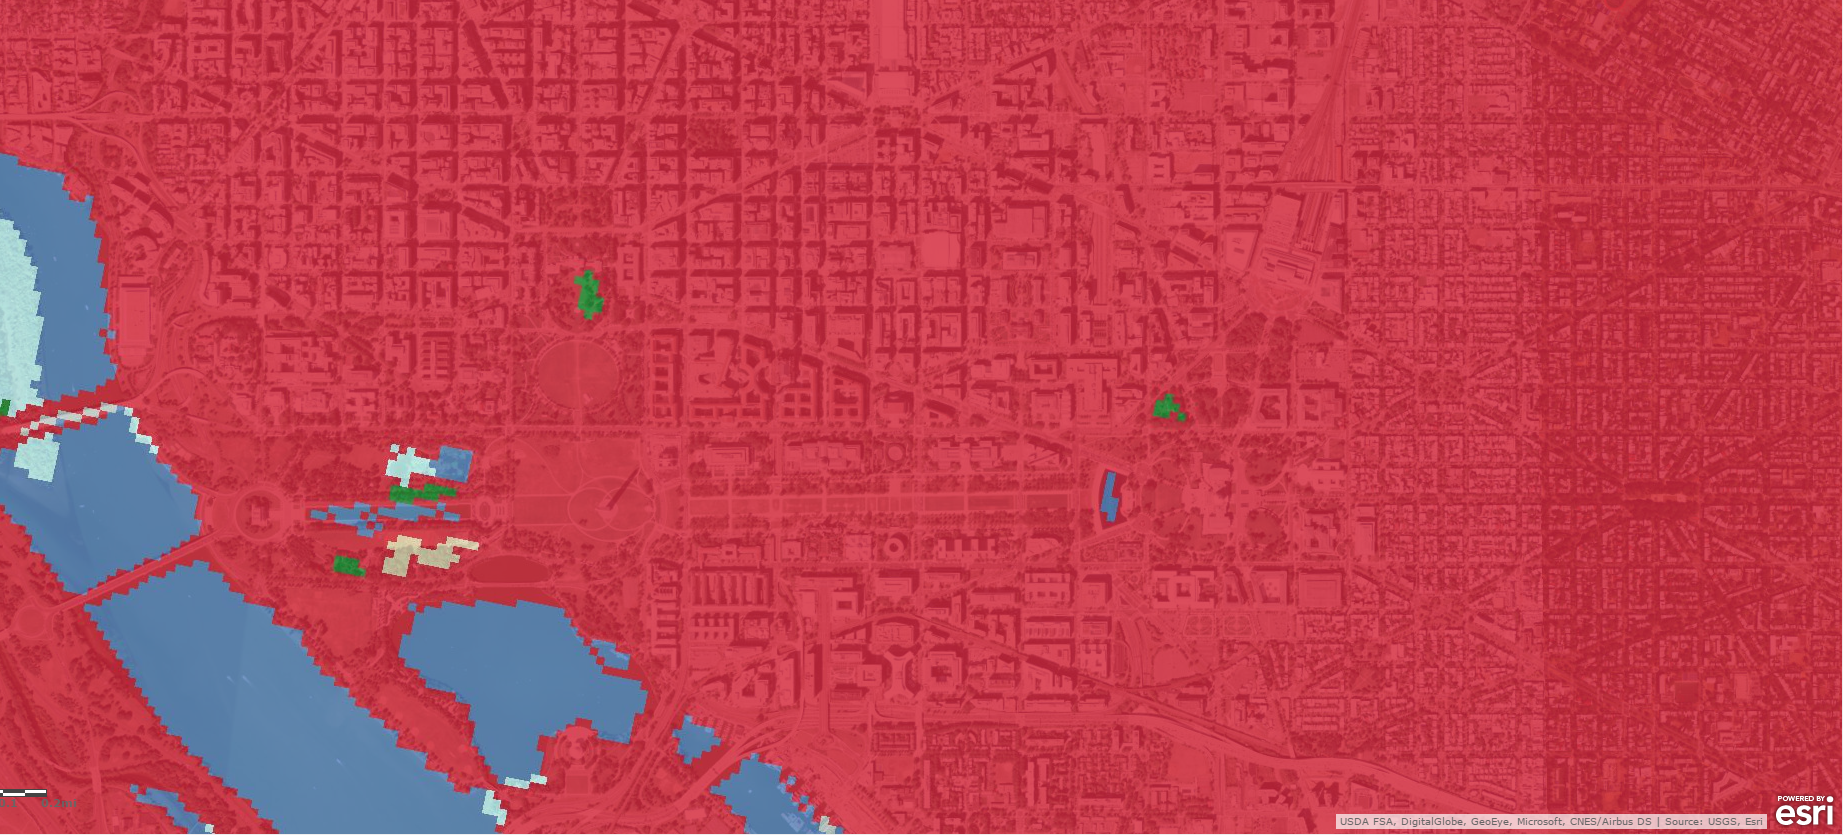 POWERED BY
esri
USDA FSA, DigitalGlobe, GeoEye, Microsoft, CNES/Airbus DS | Source: USGS, Esri